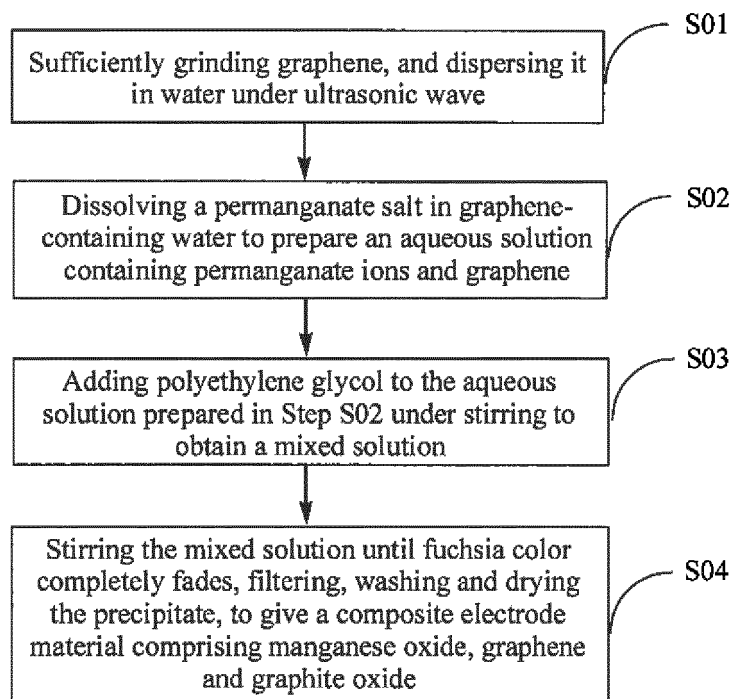 S01
Sufficiently grinding graphene, and dispersing it
in water under ultrasonic wave
S02
Dissolving a permanganate salt in graphene-
containing water to prepare an aqueous solution
containing permanganate ions and graphene
S03
Adding polyethylene glycol to the aqueous
solution prepared in Step S02 under stirring to
obtain a mixed solution
S04
Stirring the mixed solution until fuchsia color
completely fades, filtering, washing and drying
the precipitate, to give a composite electrode
material comprising manganese oxide, graphene
and graphite oxide